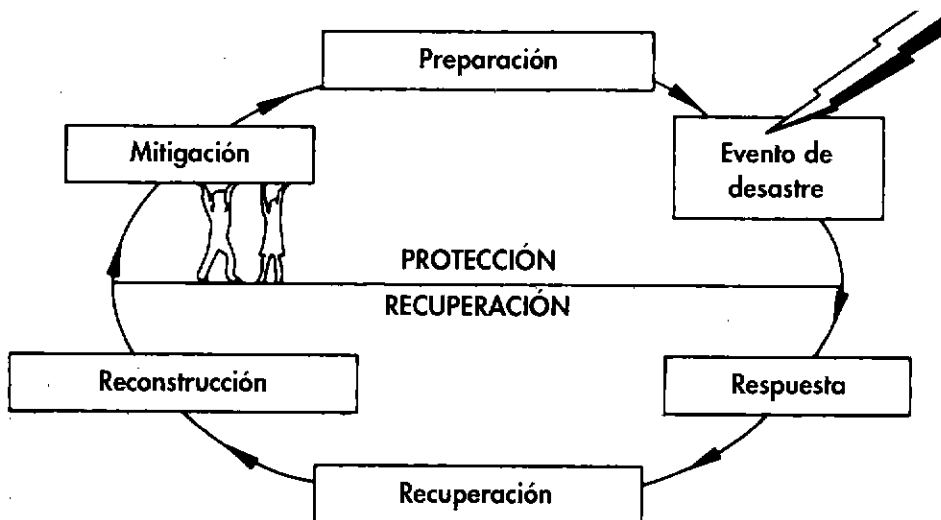 Preparación
Mitigación
Evento de
desastre
PROTECCIÓN
RECUPERACIÓN
Reconstrucción
Respuesta
Recuperación